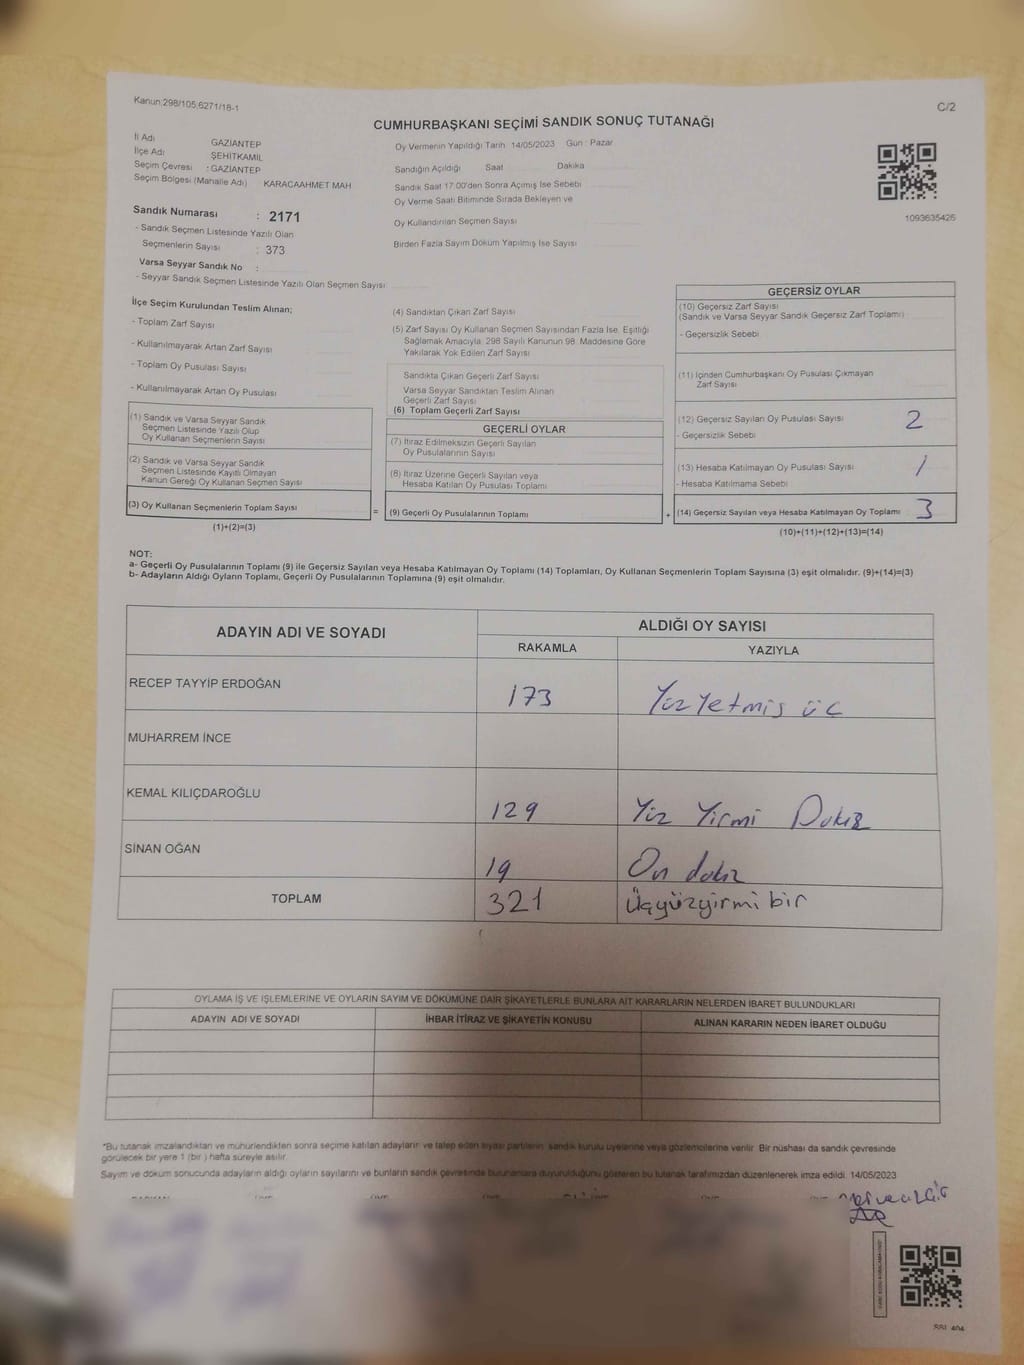 Kanun;298/105;6271/18-1
C/2
CUMHURBAŞKANI SEÇİMİ SANDIK SONUÇ TUTANAĞI
İl Adı GAZİANTEP
İlçe Adı ŞEHİTKAMİL
Seçim Çevresi : GAZİANTEP
Seçim Bölgesi (Mahalle Adı) KARACAAHMET MAH
Oy Vermenin Yapıldığı Tarih 14/05/2023 Gün : Pazar
Sandığın Açıldığı Saat Dakika
Sandık Saat 17:00'den Sonra Açımış İse Sebebi
Oy Verme Saati Bitiminde Sırada Bekleyen ve
Oy Kullandırılan Seçmen Sayısı
Birden Fazla Sayım Döküm Yapılmış İse Sayısı
1093635426
Sandık Numarası : 2171
- Sandık Seçmen Listesinde Yazılı Olan
Seçmenlerin Sayısı : 373
Varsa Seyyar Sandık No :
- Seyyar Sandık Seçmen Listesinde Yazılı Olan Seçmen Sayısı
İlçe Seçim Kurulundan Teslim Alınan;
- Toplam Zarf Sayısı
- Kullanılmayarak Artan Zarf Sayısı
- Toplam Oy Pusulası Sayısı
- Kullanılmayarak Artan Oy Pusulası
(1) Sandık ve Varsa Seyyar Sandık
Seçmen Listesinde Yazılı Olup
Oy Kullanan Seçmenlerin Sayısı
(2) Sandık ve Varsa Seyyar Sandık
Seçmen Listesinde Kayıtlı Olmayan
Kanun Gereği Oy Kullanan Seçmen Sayısı
(3) Oy Kullanan Seçmenlerin Toplam Sayısı
=
(1)+(2)=(3)
(4) Sandıktan Çıkan Zarf Sayısı
(5) Zarf Sayısı Oy Kullanan Seçmen Sayısından Fazla İse, Eşitliği
Sağlamak Amacıyla, 298 Sayılı Kanunun 98. Maddesine Göre
Yakılarak Yok Edilen Zarf Sayısı
Sandıkta Çıkan Geçerli Zarf Sayısı
Varsa Seyyar Sandıktan Teslim Alınan
Geçerli Zarf Sayısı
(6) Toplam Geçerli Zarf Sayısı
GEÇERLİ OYLAR
(7) İtiraz Edilmeksizin Geçerli Sayılan
Oy Pusulalarının Sayısı
(8) İtiraz Üzerine Geçerli Sayılan veya
Hesaba Katılan Oy Pusulası Toplamı
(9) Geçerli Oy Pusulalarının Toplamı
+
GEÇERSİZ OYLAR
(10) Geçersiz Zarf Sayısı
(Sandık ve Varsa Seyyar Sandık Geçersiz Zarf Toplamı)
- Geçersizlik Sebebi
(11) İçinden Cumhurbaşkanı Oy Pusulası Çıkmayan
Zarf Sayısı
(12) Geçersiz Sayılan Oy Pusulası Sayısı 2
- Geçersizlik Sebebi
(13) Hesaba Katılmayan Oy Pusulası Sayısı 1
- Hesaba Katılmama Sebebi
(14) Geçersiz Sayılan veya Hesaba Katılmayan Oy Toplamı 3
(10)+(11)+(12)+(13)=(14)
NOT:
a- Geçerli Oy Pusulalarının Toplamı (9) ile Geçersiz Sayılan veya Hesaba Katılmayan Oy Toplamı (14) Toplamları, Oy Kullanan Seçmenlerin Toplam Sayısına (3) eşit olmalıdır. (9)+(14)=(3)
b- Adayların Aldığı Oyların Toplamı, Geçerli Oy Pusulalarının Toplamına (9) eşit olmalıdır.
ADAYIN ADI VE SOYADI ALDIĞI OY SAYISI
RAKAMLA YAZIYLA
RECEP TAYYİP ERDOĞAN 173 Yüz Yetmiş üç
MUHARREM İNCE
KEMAL KILIÇDAROĞLU 129 Yüz Yirmi Dokuz
SİNAN OĞAN 19 On dokuz
TOPLAM 321 Üçyüzyirmi bir
OYLAMA İŞ VE İŞLEMLERİNE VE OYLARIN SAYIM VE DÖKÜMÜNE DAİR ŞİKAYETLERLE BUNLARA AİT KARARLARIN NELERDEN İBARET BULUNDUKLARI
ADAYIN ADI VE SOYADI İHBAR İTİRAZ VE ŞİKAYETİN KONUSU ALINAN KARARIN NEDEN İBARET OLDUĞU
*Bu tutanak imzalandıktan ve mühürlendikten sonra seçime katılan adayların ve talep eden siyasi partilerin sandık kurulu üyelerine veya gözlemcilerine verilir. Bir nüshası da sandık çevresinde
görülecek bir yere 1 (bir ) hafta süreyle asılır.
Sayım ve döküm sonucunda adayların aldığı oyların sayılarını ve bunların sandık çevresinde bulunanlara duyurulduğunu gösteren bu tutanak tarafımızdan düzenlenerek imza edildi. 14/05/2023